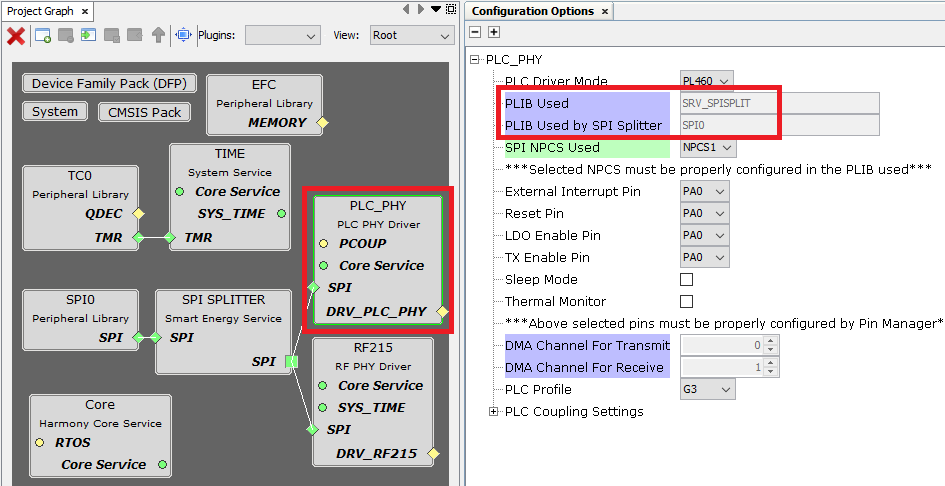 Project Graph ×
Plugins:
View: Root
Device Family Pack (DFP)
System
CMSIS Pack
EFC
Peripheral Library
MEMORY
TIME
System Service
Core Service
SYS_TIME
TMR
TC0
Peripheral Library
QDEC
TMR
PLC_PHY
PLC PHY Driver
PCOUP
Core Service
SPI
DRV_PLC_PHY
SPI0
Peripheral Library
SPI
SPI SPLITTER
Smart Energy Service
SPI
SPI
RF215
RF PHY Driver
Core Service
SYS_TIME
SPI
DRV_RF215
Core
Harmony Core Service
RTOS
Core Service
Configuration Options ×
PLC_PHY
PLC Driver Mode PL460
PLIB Used SRV_SPISPLIT
PLIB Used by SPI Splitter SPI0
SPI NPCS Used NPCS1
***Selected NPCS must be properly configured in the PLIB used***
External Interrupt Pin PA0
Reset Pin PA0
LDO Enable Pin PA0
TX Enable Pin PA0
Sleep Mode
Thermal Monitor
***Above selected pins must be properly configured by Pin Manager*
DMA Channel For Transmit 0
DMA Channel For Receive 1
PLC Profile G3
PLC Coupling Settings